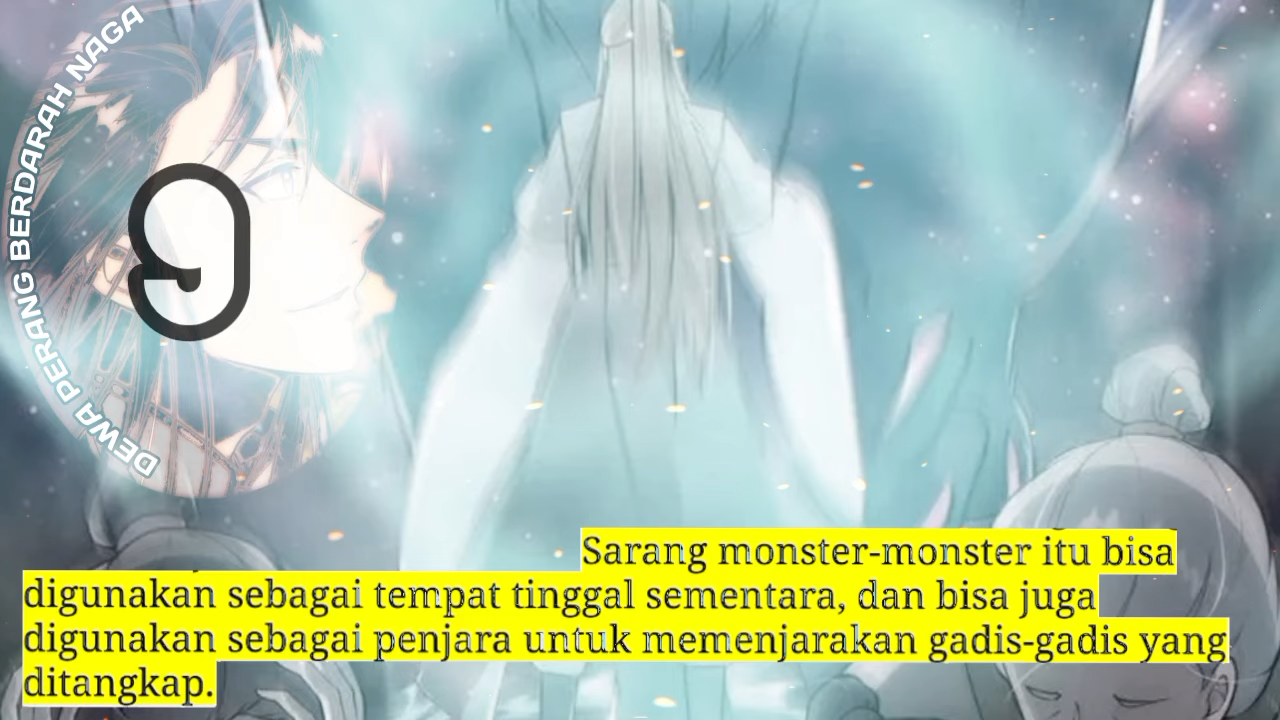 DEWA PERANG BERDARAH NAGA
Sarang monster-monster itu bisa
digunakan sebagai tempat tinggal sementara, dan bisa juga
digunakan sebagai penjara untuk memenjarakan gadis-gadis yang
ditangkap.